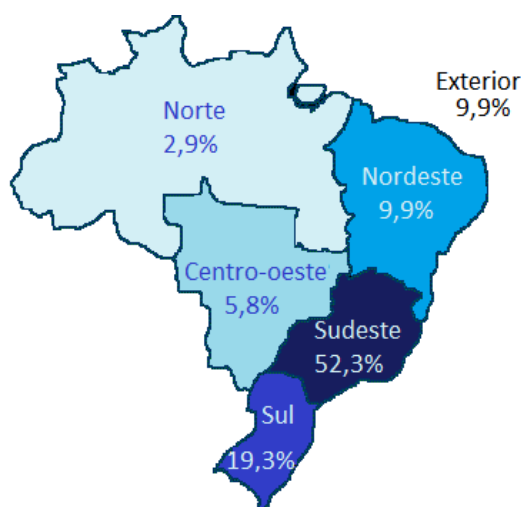 Exterior
9,9%
Norte
2,9%
Nordeste
9,9%
Centro-oeste
5,8%
Sudeste
52,3%
Sul
19,3%